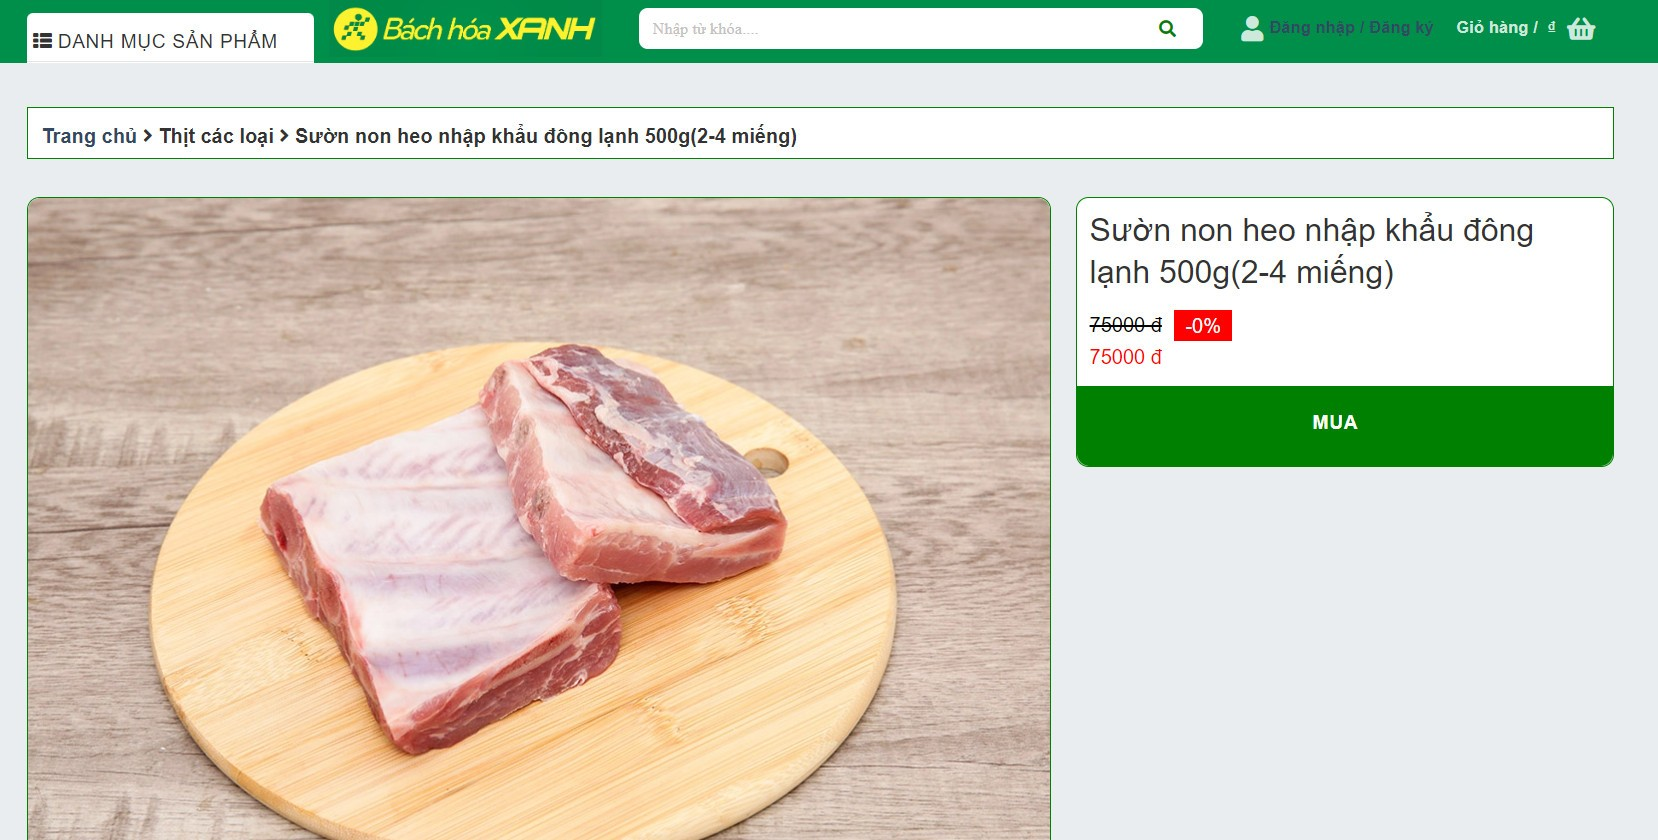 DANH MỤC SẢN PHẨM
Bách hóa XANH
Nhập từ khóa....
Đăng nhập / Đăng ký
Giỏ hàng / đ
Trang chủ > Thịt các loại > Sườn non heo nhập khẩu đông lạnh 500g(2-4 miếng)
Sườn non heo nhập khẩu đông
lạnh 500g(2-4 miếng)
75000 đ -0%
75000 đ
MUA